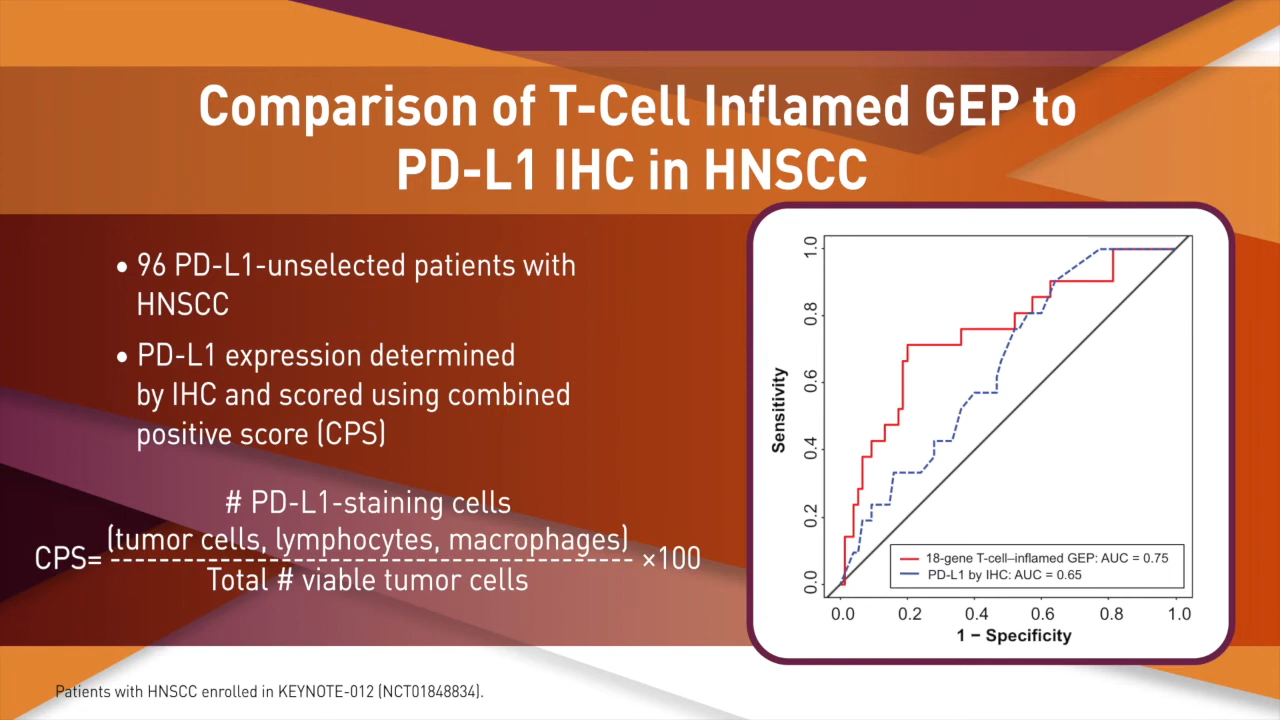 Comparison of T-Cell Inflamed GEP to
PD-L1 IHC in HNSCC
• 96 PD-L1-unselected patients with
HNSCC
• PD-L1 expression determined
by IHC and scored using combined
positive score (CPS)
# PD-L1-staining cells
(tumor cells, lymphocytes, macrophages)
CPS= ×100
Total # viable tumor cells
Sensitivity
1.0
0.8
0.6
0.4
0.2
0.0
18-gene T-cell–inflamed GEP: AUC = 0.75
PD-L1 by IHC: AUC = 0.65
0.0 0.2 0.4 0.6 0.8 1.0
1 − Specificity
Patients with HNSCC enrolled in KEYNOTE-012 (NCT01848834).